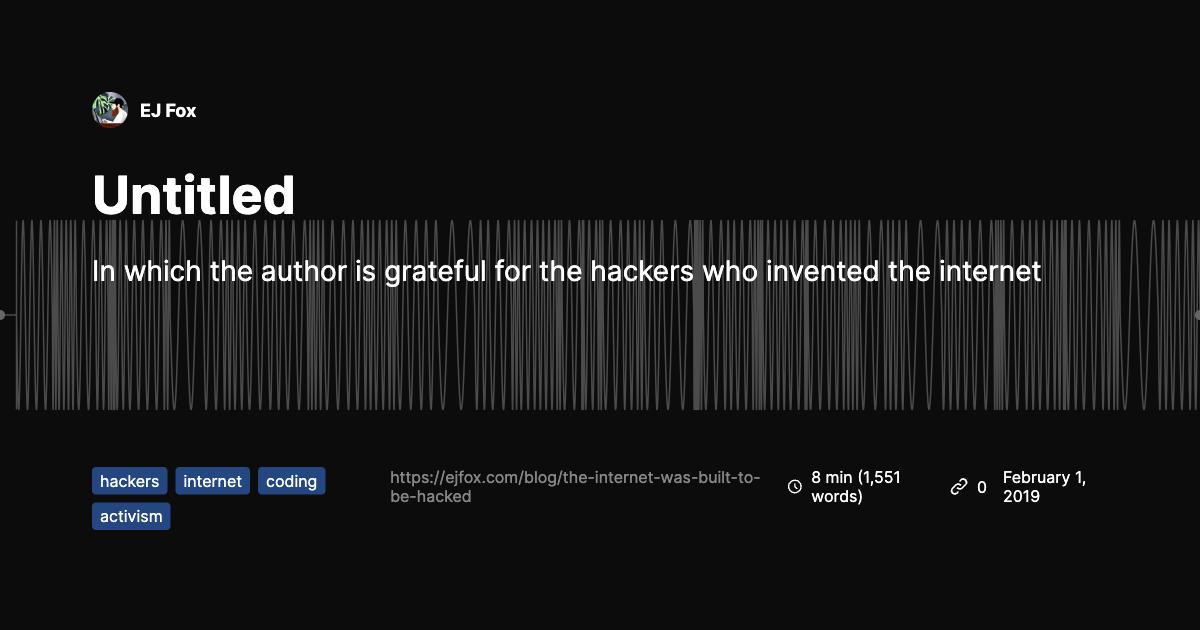 EJ Fox
Untitled
In which the author is grateful for the hackers who invented the internet
hackers internet coding
activism
https://ejfox.com/blog/the-internet-was-built-to-
be-hacked
8 min (1,551
words)
0
February 1,
2019